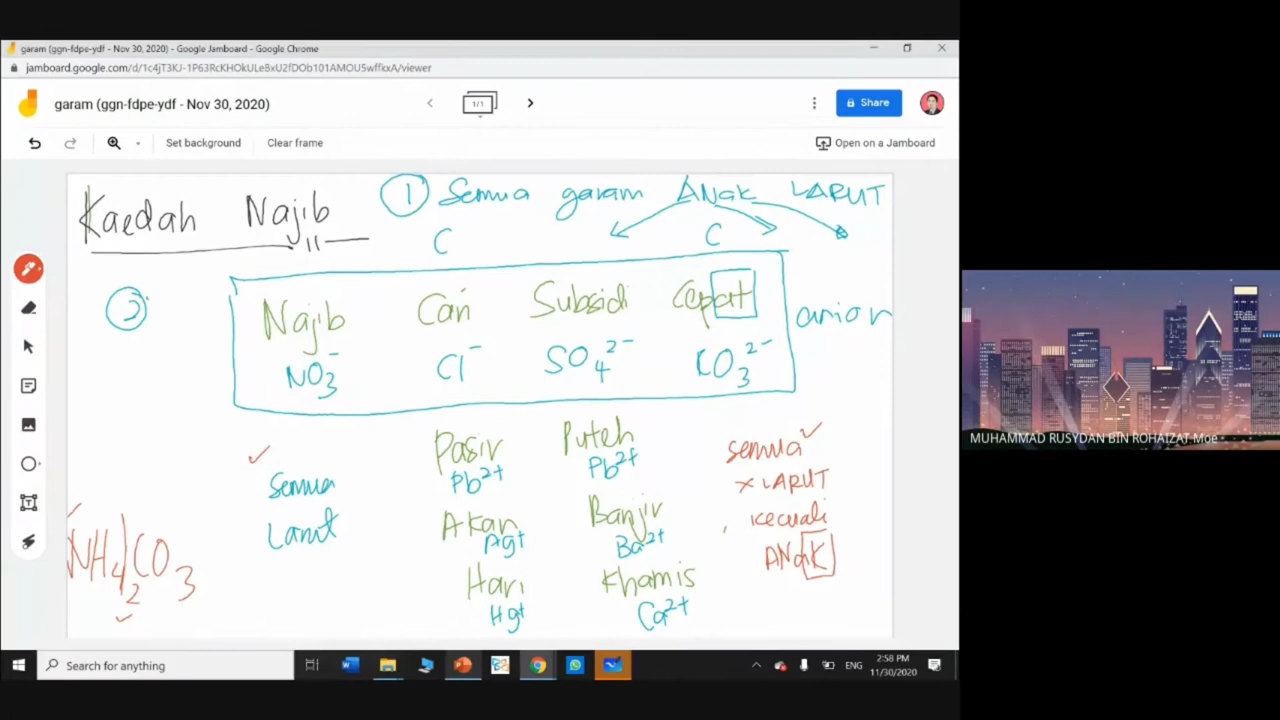 garam (ggn-fdpe-ydf - Nov 30, 2020) - Google Jamboard - Google Chrome
garam (ggn-fdpe-ydf - Nov 30, 2020)
1/1
Share
Set background
Clear frame
Open on a Jamboard
Kaedah Najib
① Semua garam ANak LARUT
C C
②
Najib Cari Subsidi Cepat
anion
NO₃⁻ Cl⁻ SO₄²⁻ CO₃²⁻
Pasir Puteh semua
Pb²⁺ Pb²⁺
Semua x LARUT
Larut Akan Banjir kecuali
Ag⁺ Ba²⁺
NH₄)₂CO₃ ANaK
Hari Khamis
Hg⁺ Ca²⁺
MUHAMMAD RUSYDAN BIN ROHAIZAT Moe
Search for anything
ENG
2:58 PM
11/30/2020